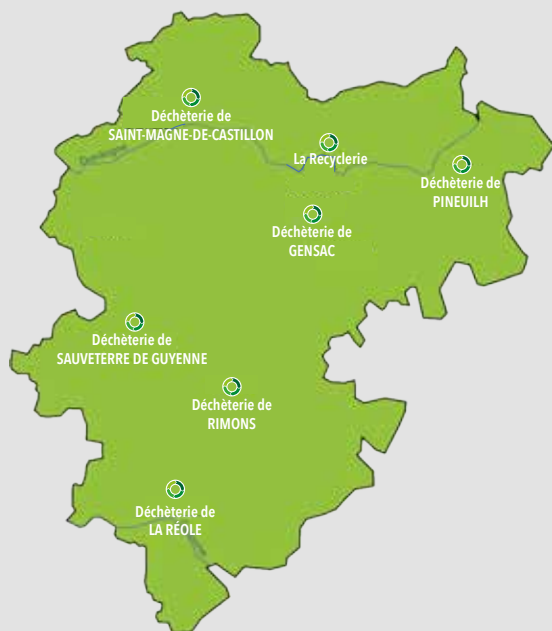 Déchèterie de
SAINT-MAGNE-DE-CASTILLON
Dordogne
La Recyclerie
Déchèterie de
PINEUILH
Déchèterie de
GENSAC
Déchèterie de
SAUVETERRE DE GUYENNE
Déchèterie de
RIMONS
Déchèterie de
LA RÉOLE